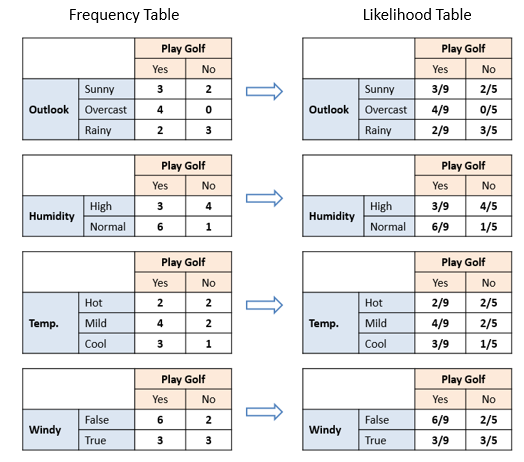 Frequency Table Likelihood Table
Play Golf Play Golf
Yes No Yes No
Sunny 3 2 Sunny 3/9 2/5
Outlook Overcast 4 0 Outlook Overcast 4/9 0/5
Rainy 2 3 Rainy 2/9 3/5
Play Golf Play Golf
Yes No Yes No
Humidity High 3 4 Humidity High 3/9 4/5
Normal 6 1 Normal 6/9 1/5
Play Golf Play Golf
Yes No Yes No
Hot 2 2 Hot 2/9 2/5
Temp. Mild 4 2 Temp. Mild 4/9 2/5
Cool 3 1 Cool 3/9 1/5
Play Golf Play Golf
Yes No Yes No
Windy False 6 2 Windy False 6/9 2/5
True 3 3 True 3/9 3/5